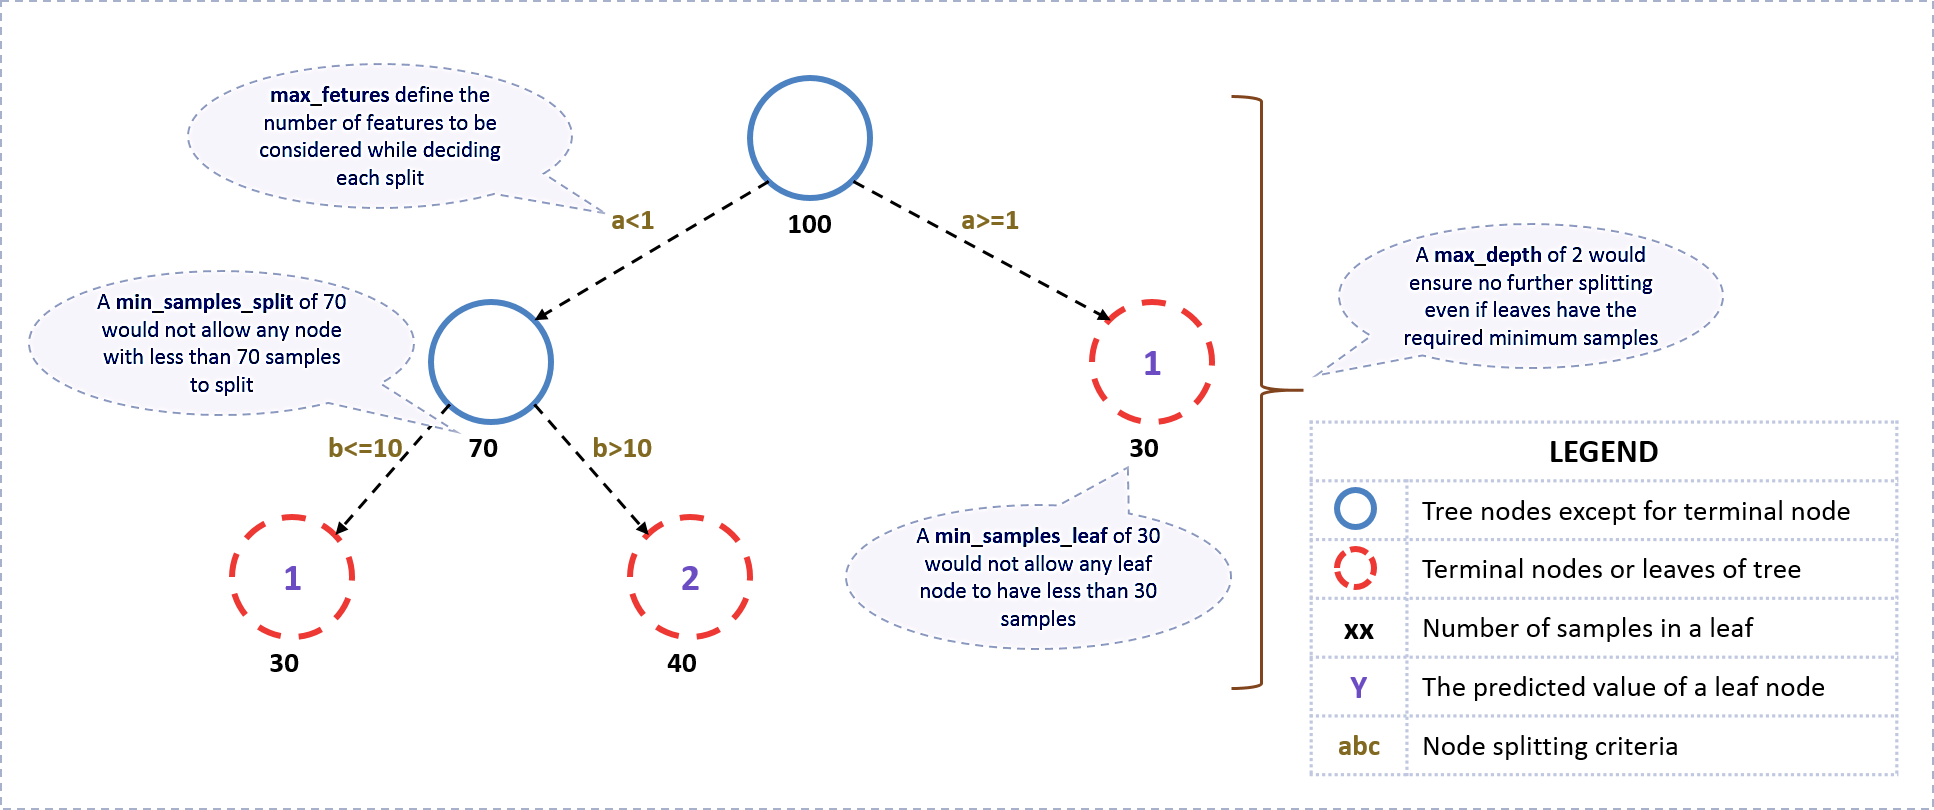 max_fetures define the
number of features to be
considered while deciding
each split
100
a<1
a>=1
A max_depth of 2 would
ensure no further splitting
even if leaves have the
required minimum samples
A min_samples_split of 70
would not allow any node
with less than 70 samples
to split
1
b<=10
70
b>10
30
1
2
30
40
A min_samples_leaf of 30
would not allow any leaf
node to have less than 30
samples
LEGEND
Tree nodes except for terminal node
Terminal nodes or leaves of tree
xx Number of samples in a leaf
Y The predicted value of a leaf node
abc Node splitting criteria